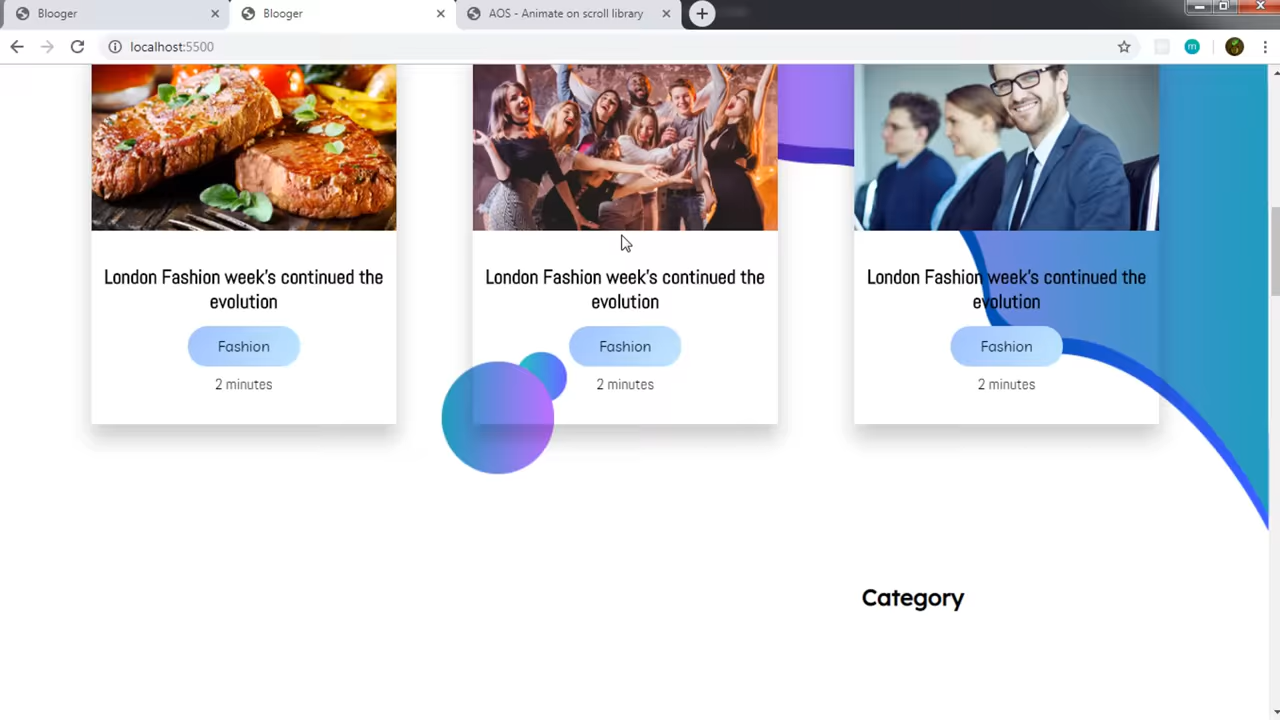 Blooger
Blooger
AOS - Animate on scroll library
localhost:5500
m
London Fashion week's continued the
evolution
Fashion
2 minutes
London Fashion week's continued the
evolution
Fashion
2 minutes
London Fashion week's continued the
evolution
Fashion
2 minutes
Category